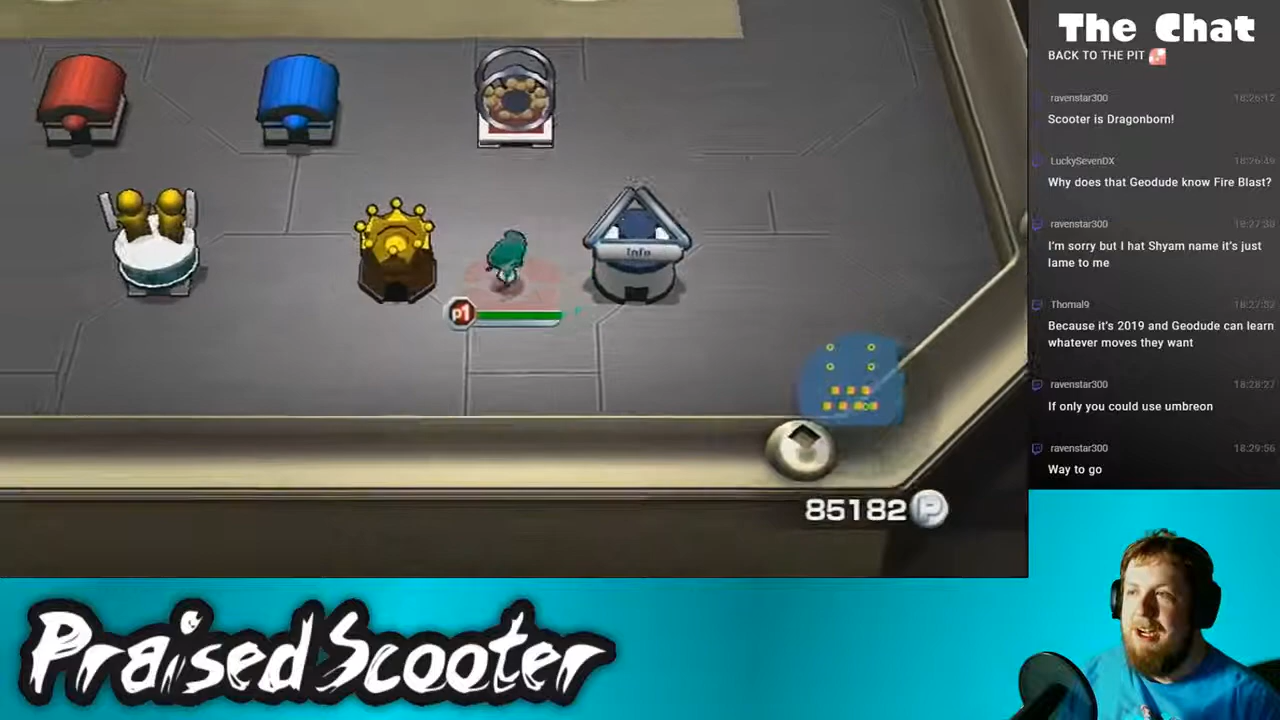 The Chat
BACK TO THE PIT
ravenstar300 18:26:12
Scooter is Dragonborn!
LuckySevenDX 18:26:49
Why does that Geodude know Fire Blast?
ravenstar300 18:27:30
I'm sorry but I hat Shyam name it's just
lame to me
Thomal9 18:27:52
Because it's 2019 and Geodude can learn
whatever moves they want
ravenstar300 18:28:27
If only you could use umbreon
ravenstar300 18:29:56
Way to go
Info
P1
85182 P
PraisedScooter